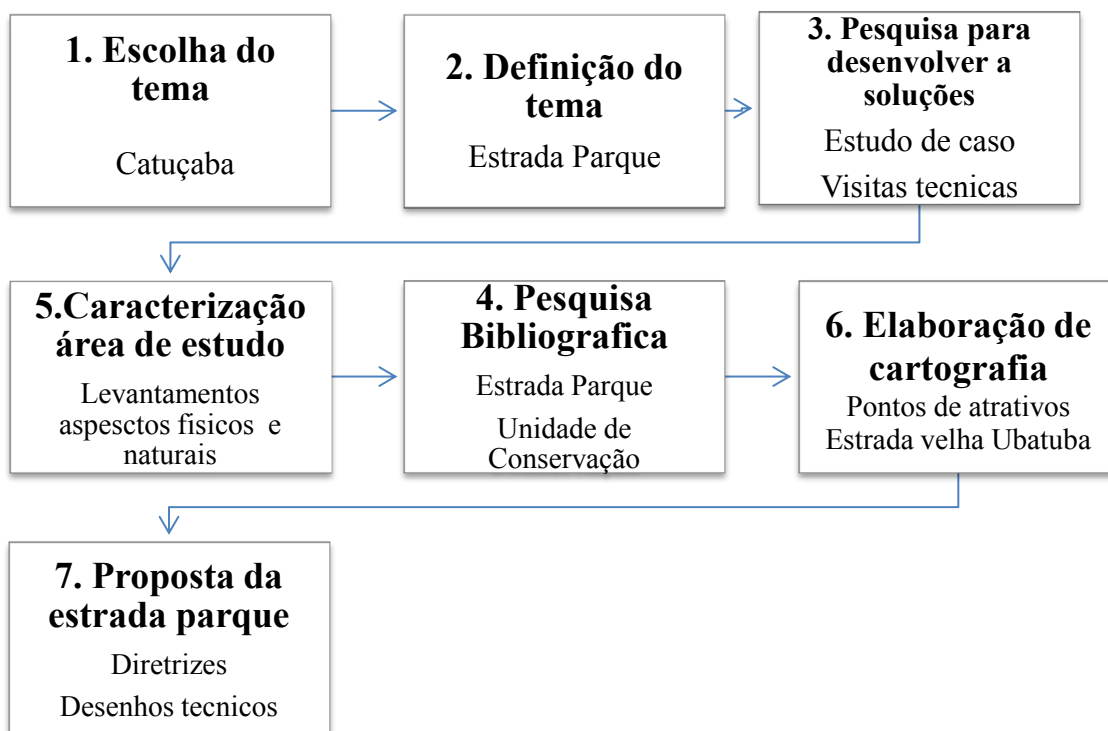 1. Escolha do
tema
Catuçaba
2. Definição do
tema
Estrada Parque
3. Pesquisa para
desenvolver a
soluções
Estudo de caso
Visitas tecnicas
5.Caracterização
área de estudo
Levantamentos
aspesctos fisicos e
naturais
4. Pesquisa
Bibliografica
Estrada Parque
Unidade de
Conservação
6. Elaboração de
cartografia
Pontos de atrativos
Estrada velha Ubatuba
7. Proposta da
estrada parque
Diretrizes
Desenhos tecnicos